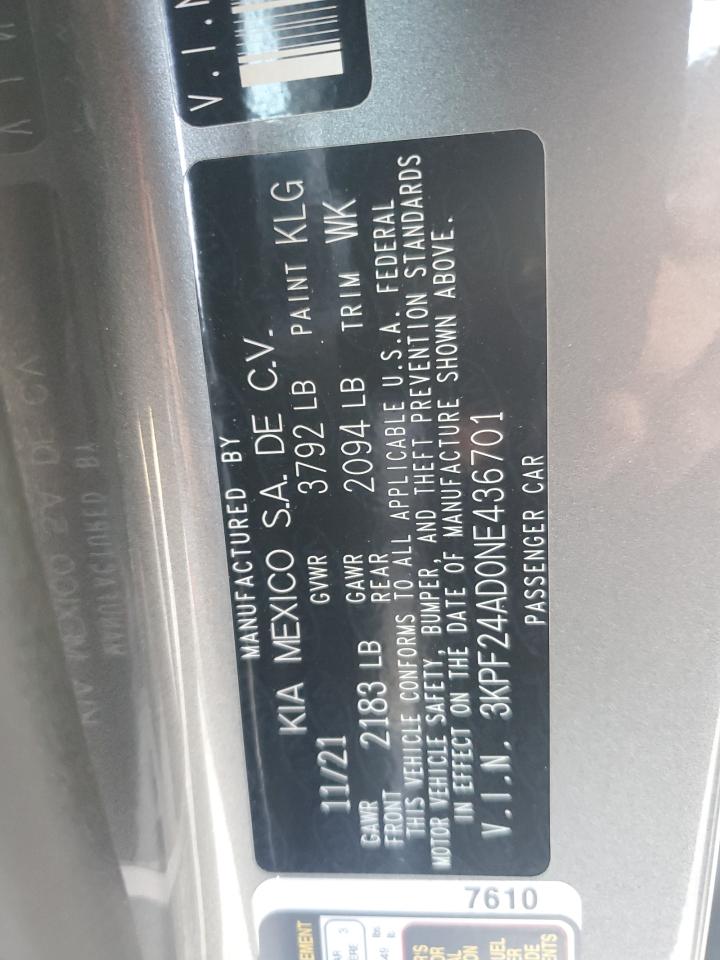 V.I.N
MANUFACTURED BY
KIA MEXICO S.A. DE C.V.
11/21 GVWR 3792 LB PAINT KLG
GAWR FRONT 2183 LB GAWR REAR 2094 LB TRIM WK
THIS VEHICLE CONFORMS TO ALL APPLICABLE U.S.A. FEDERAL
MOTOR VEHICLE SAFETY, BUMPER, AND THEFT PREVENTION STANDARDS
IN EFFECT ON THE DATE OF MANUFACTURE SHOWN ABOVE.
V.I.N. 3KPF24AD0NE436701
PASSENGER CAR
7610